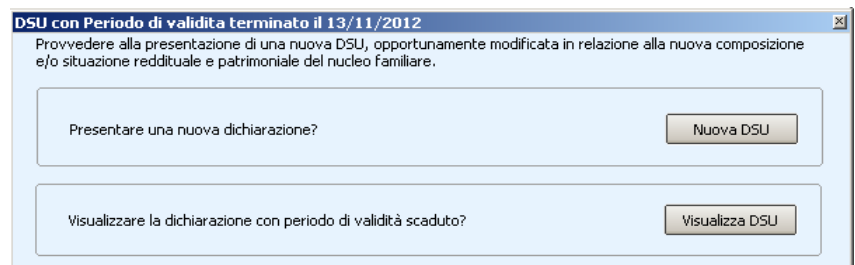 DSU con Periodo di validita terminato il 13/11/2012
Provvedere alla presentazione di una nuova DSU, opportunamente modificata in relazione alla nuova composizione
e/o situazione reddituale e patrimoniale del nucleo familiare.
Presentare una nuova dichiarazione? Nuova DSU
Visualizzare la dichiarazione con periodo di validità scaduto? Visualizza DSU